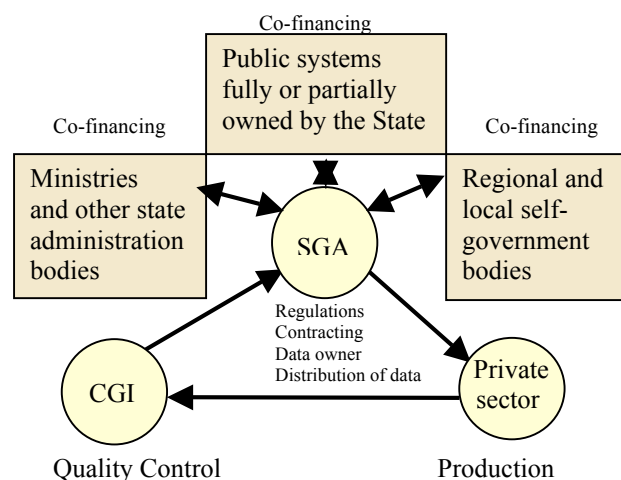 Co-financing
Public systems
fully or partially
owned by the State
Co-financing
Co-financing
Ministries
and other state
administration
bodies
Regional and
local self-
government
bodies
SGA
Regulations
Contracting
Data owner
Distribution of data
CGI
Private
sector
Quality Control
Production